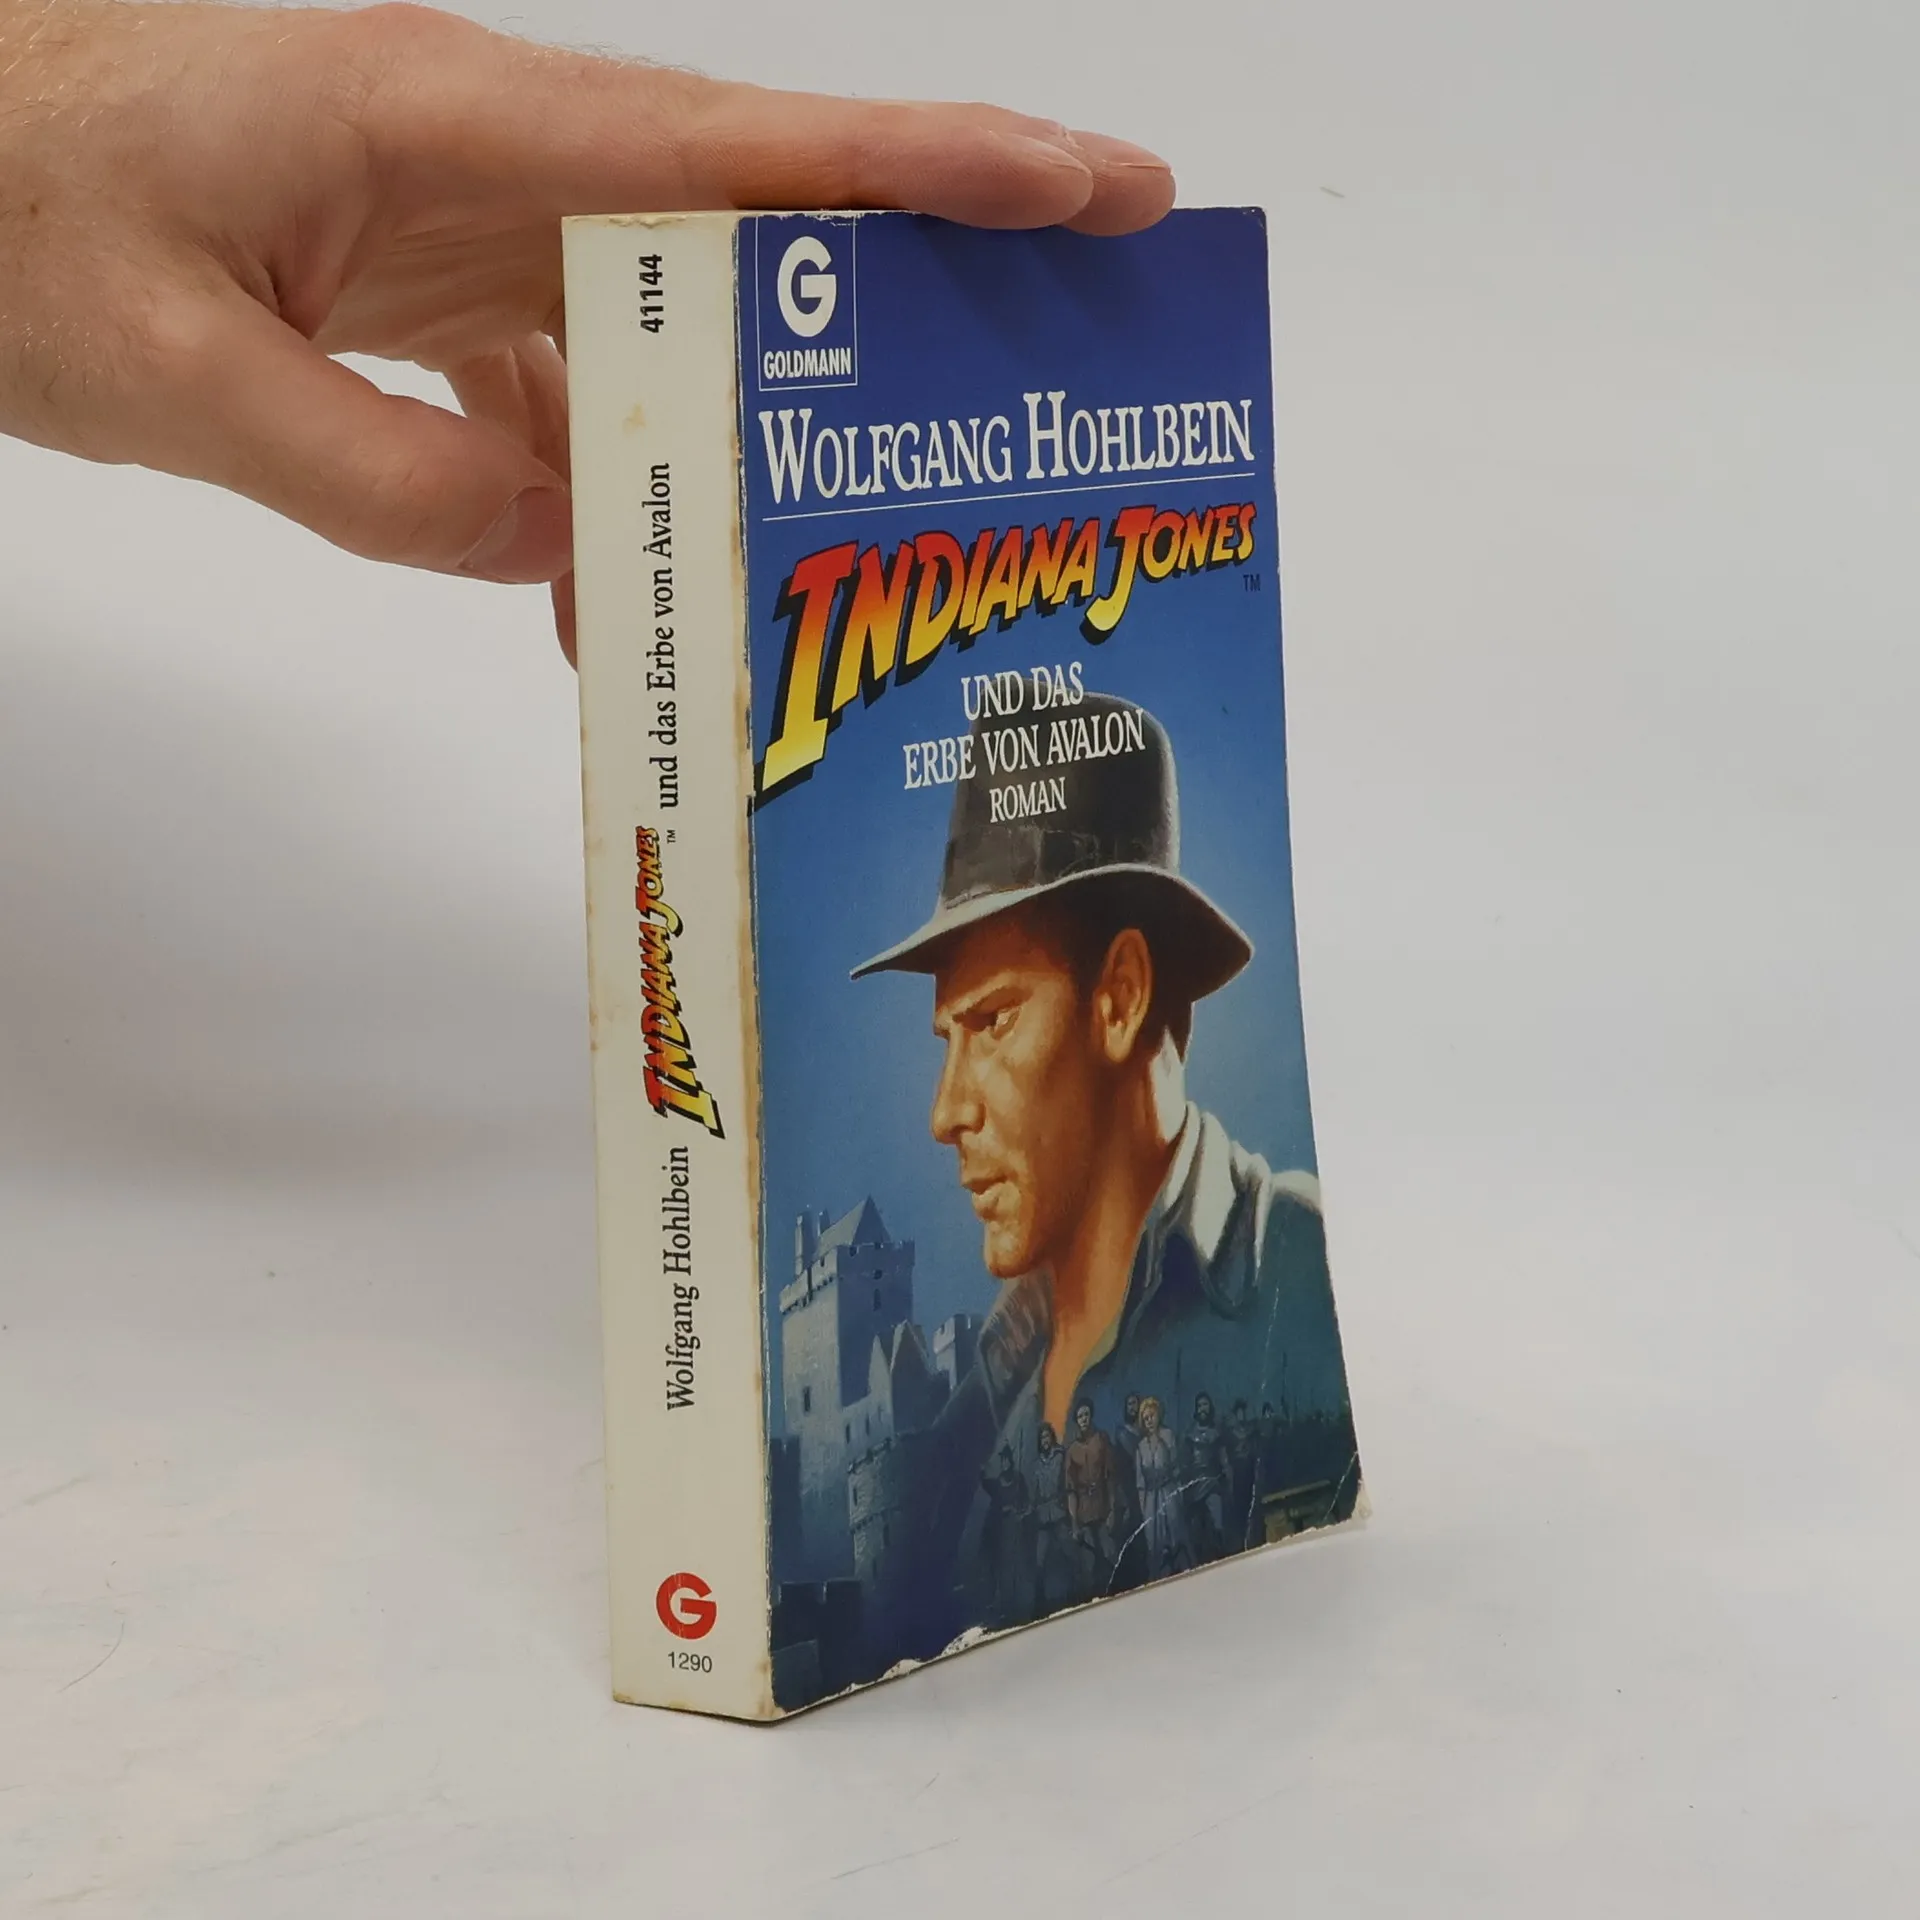 41144
Wolfgang Hohlbein INDIANA JONES ™ und das Erbe von Avalon
G
1290
G
GOLDMANN
WOLFGANG HOHLBEIN
INDIANA JONES ™
UND DAS
ERBE VON AVALON
ROMAN